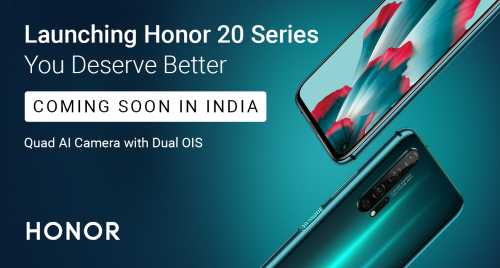 Launching Honor 20 Series
You Deserve Better
COMING SOON IN INDIA
Quad AI Camera with Dual OIS
HONOR